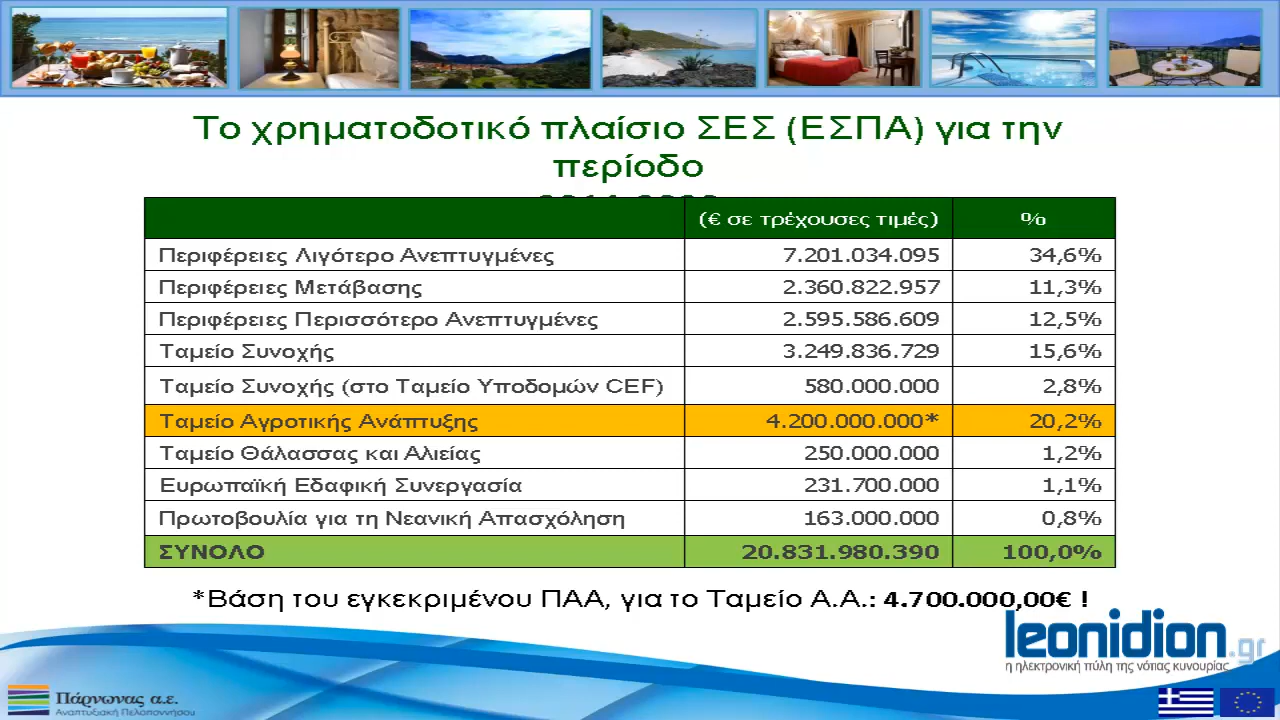 Το χρηματοδοτικό πλαίσιο ΣΕΣ (ΕΣΠΑ) για την
περίοδο
(€ σε τρέχουσες τιμές) %
Περιφέρειες Λιγότερο Ανεπτυγμένες 7.201.034.095 34,6%
Περιφέρειες Μετάβασης 2.360.822.957 11,3%
Περιφέρειες Περισσότερο Ανεπτυγμένες 2.595.586.609 12,5%
Ταμείο Συνοχής 3.249.836.729 15,6%
Ταμείο Συνοχής (στο Ταμείο Υποδομών CEF) 580.000.000 2,8%
Ταμείο Αγροτικής Ανάπτυξης 4.200.000.000* 20,2%
Ταμείο Θάλασσας και Αλιείας 250.000.000 1,2%
Ευρωπαϊκή Εδαφική Συνεργασία 231.700.000 1,1%
Πρωτοβουλία για τη Νεανική Απασχόληση 163.000.000 0,8%
ΣΥΝΟΛΟ 20.831.980.390 100,0%
*Βάση του εγκεκριμένου ΠΑΑ, για το Ταμείο Α.Α.: 4.700.000,00€ !
leonidion.gr
η ηλεκτρονική πύλη της νότιας κυνουρίας
Πάρνωνας α.ε.
Αναπτυξιακή Πελοποννήσου